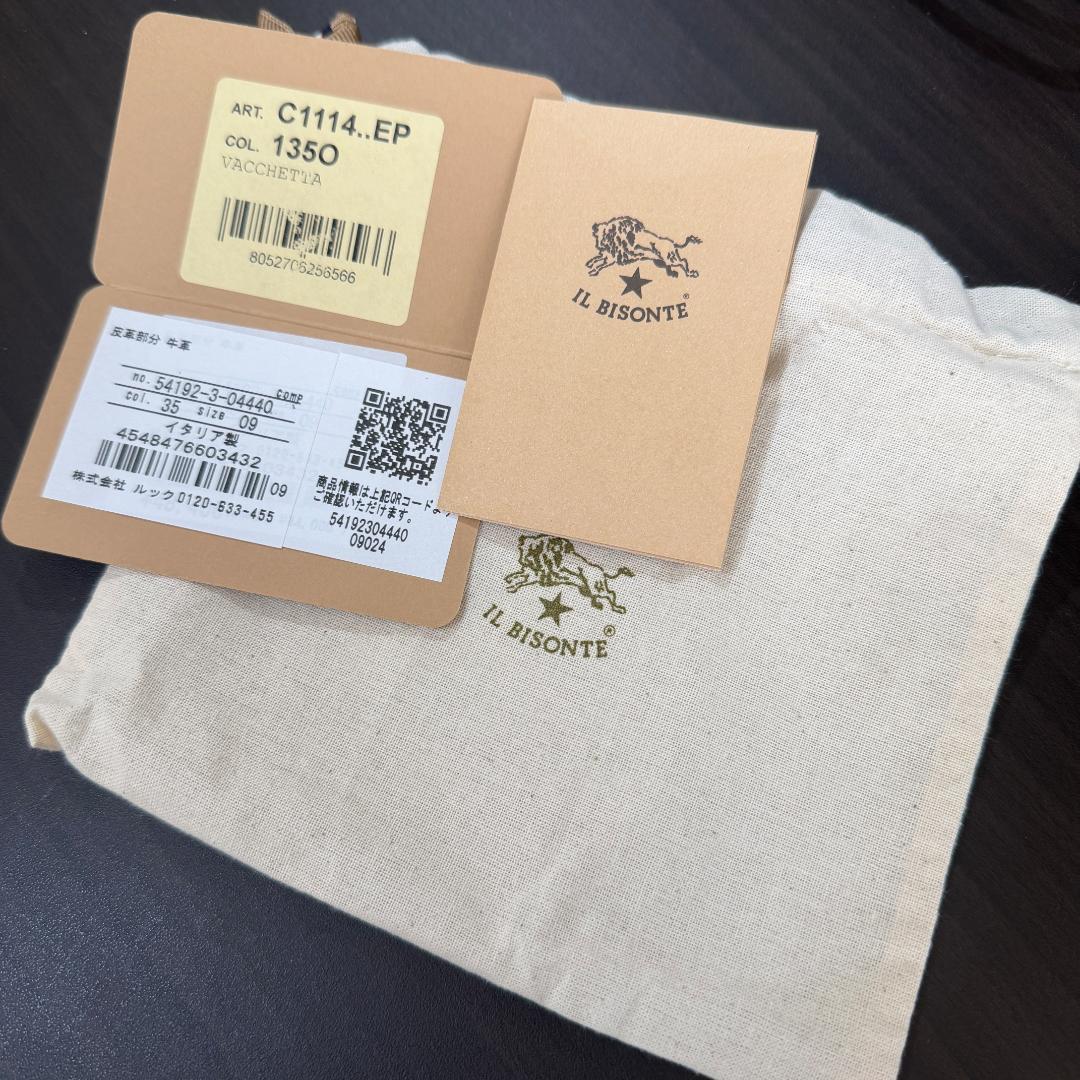 ART. C1114..EP
COL. 135O
VACCHETTA
8052706256566
皮革部分 牛革
no. 54192-3-04440 comp
col. 35 size 09
イタリア製
4548476603432
09
株式会社 ルック 0120-633-455
商品情報は上記QRコードより
ご確認いただけます。
54192304440
09024
IL BISONTE®
IL BISONTE®